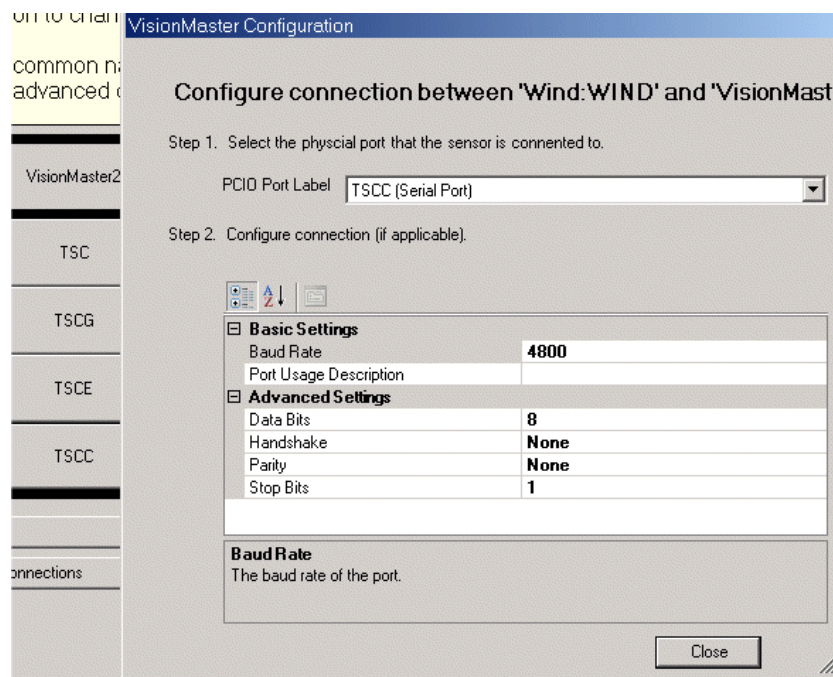 VisionMaster Configuration
common
advanced
Configure connection between 'Wind:WIND' and 'VisionMast
Step 1. Select the physcial port that the sensor is connented to.
PCIO Port Label TSCC (Serial Port)
Step 2. Configure connection (if applicable).
VisionMaster2
TSC
TSCG
TSCE
TSCC
onnections
Basic Settings
Baud Rate 4800
Port Usage Description
Advanced Settings
Data Bits 8
Handshake None
Parity None
Stop Bits 1
Baud Rate
The baud rate of the port.
Close